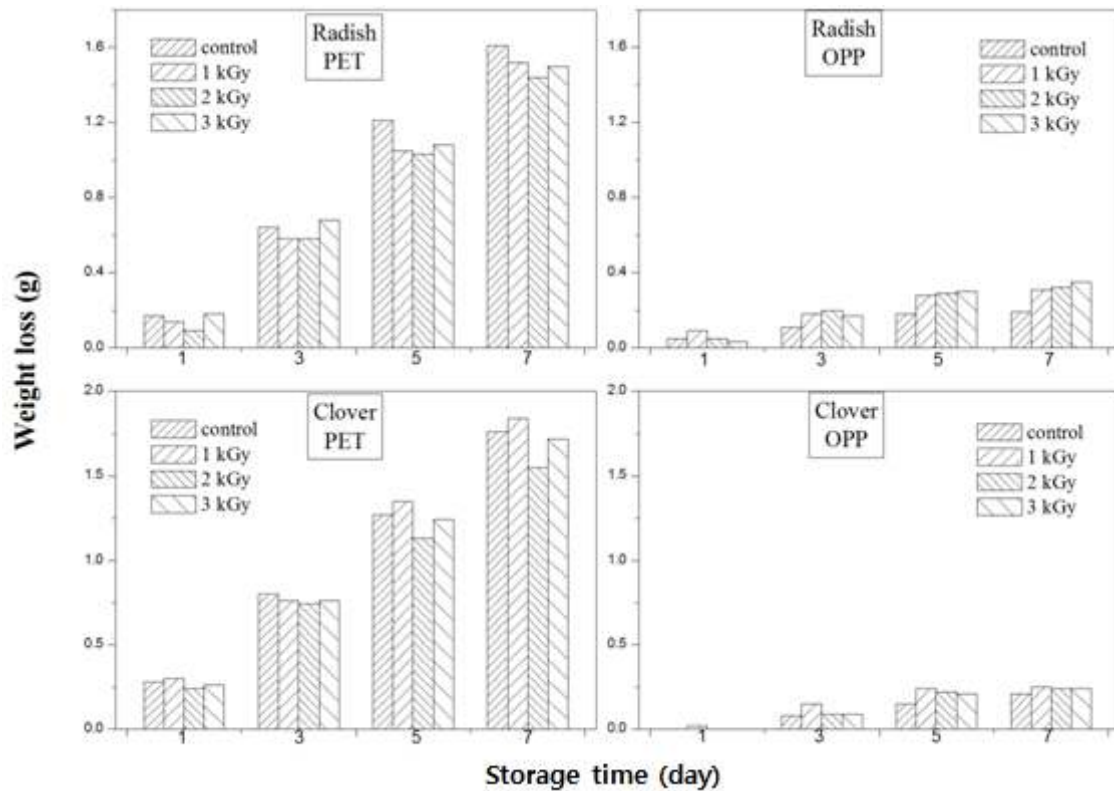 Weight loss (g)
Radish
PET
control
1 kGy
2 kGy
3 kGy
1.6
1.2
0.8
0.4
0.0
1 3 5 7
Radish
OPP
control
1 kGy
2 kGy
3 kGy
1.6
1.2
0.8
0.4
0.0
1 3 5 7
Clover
PET
control
1 kGy
2 kGy
3 kGy
2.0
1.5
1.0
0.5
0.0
1 3 5 7
Clover
OPP
control
1 kGy
2 kGy
3 kGy
2.0
1.5
1.0
0.5
0.0
1 3 5 7
Storage time (day)